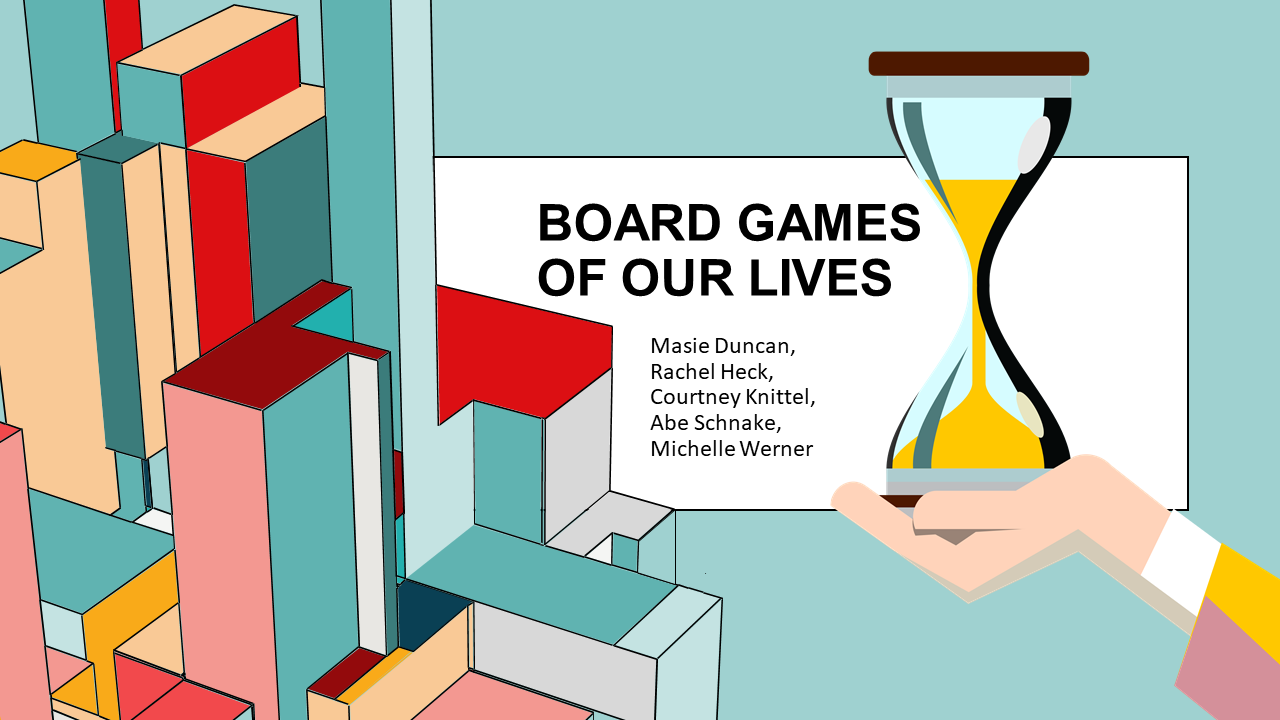 BOARD GAMES
OF OUR LIVES
Masie Duncan,
Rachel Heck,
Courtney Knittel,
Abe Schnake,
Michelle Werner